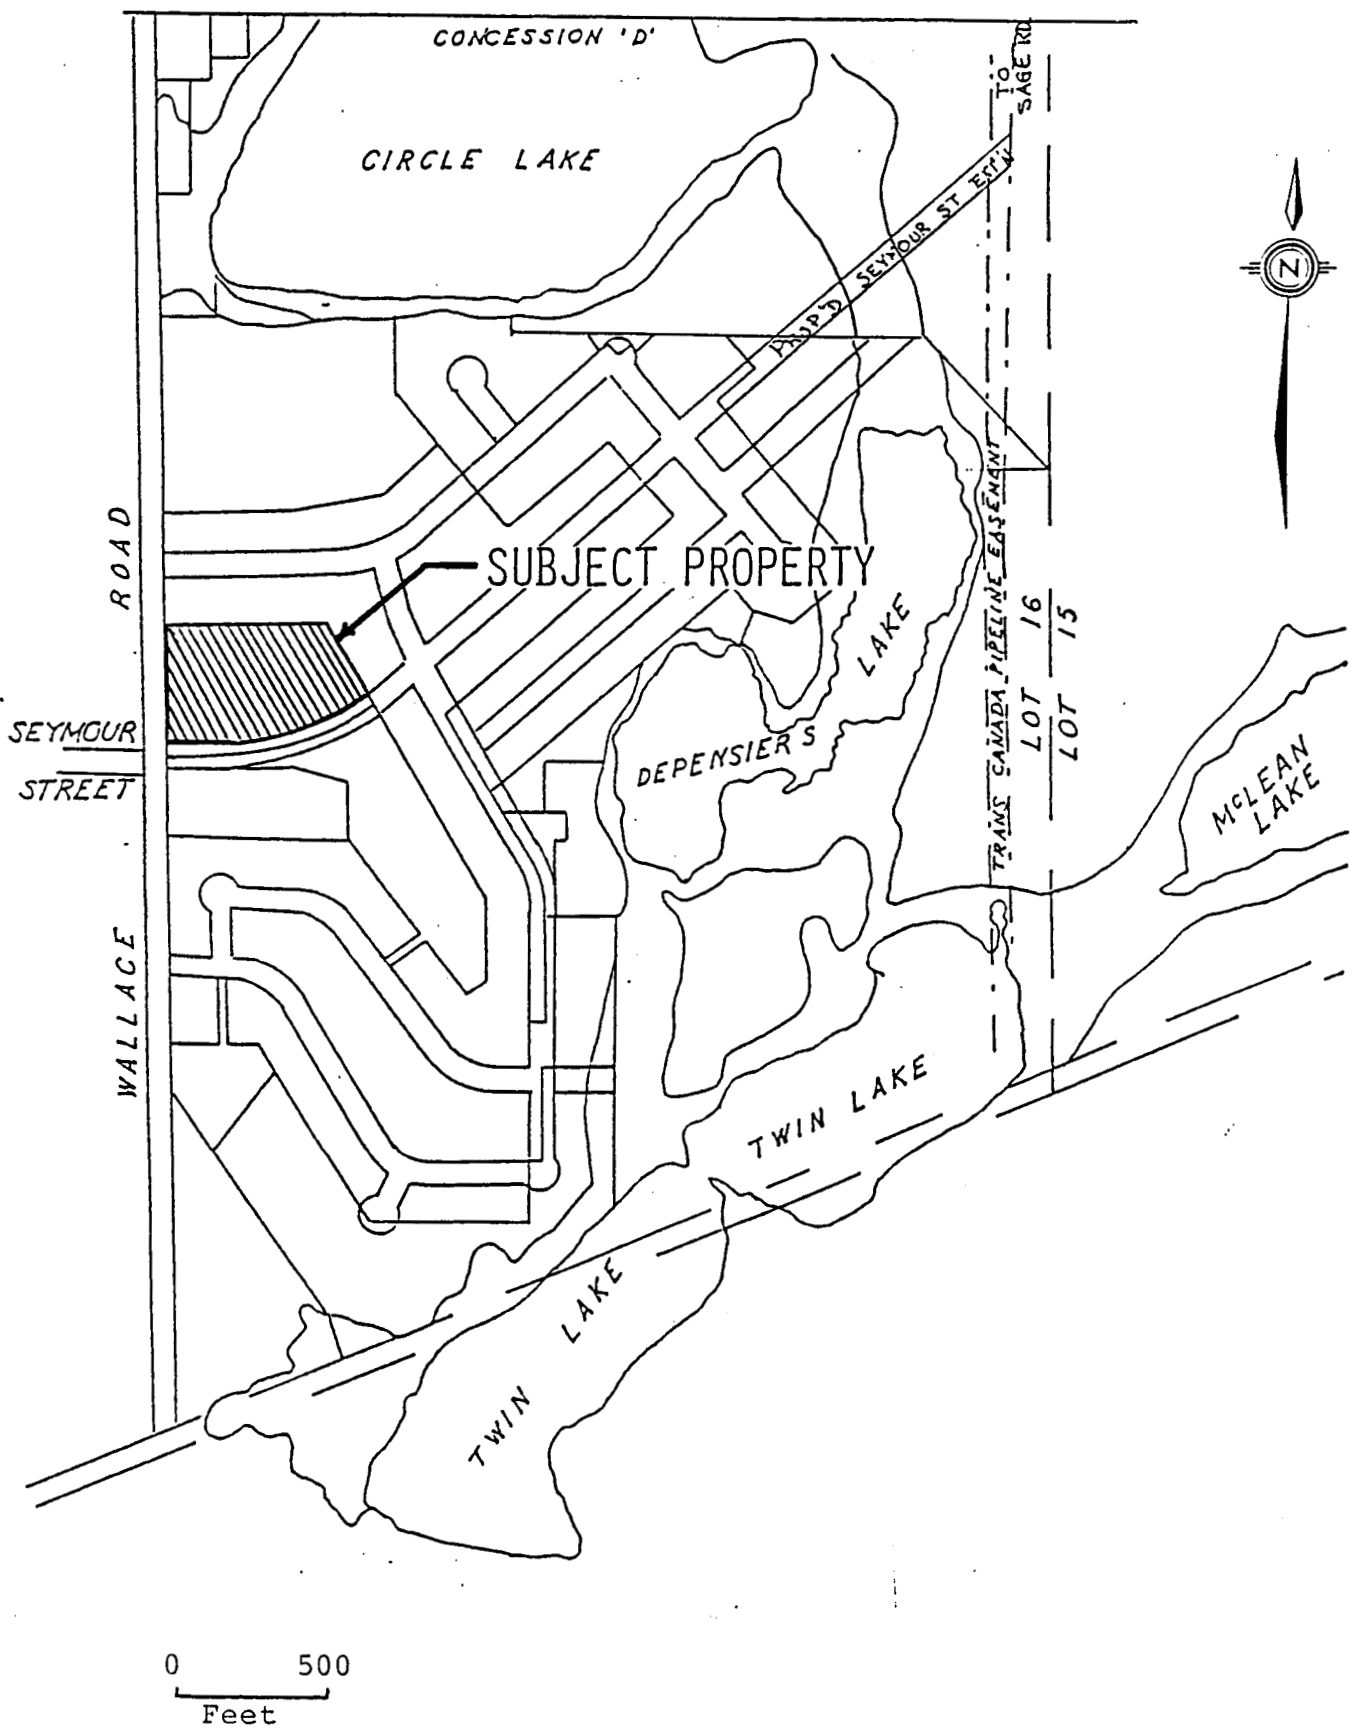 CONCESSION 'D'
TO
SAGE RD.
CIRCLE LAKE
PROP'D SEYMOUR ST EST'N
N
ROAD
SUBJECT PROPERTY
LAKE
TRANS CANADA PIPELINE EASEMENT
LOT 16
LOT 15
SEYMOUR
STREET
DEPENSIER'S
McLEAN
LAKE
WALLACE
TWIN LAKE
TWIN LAKE
0 500
Feet